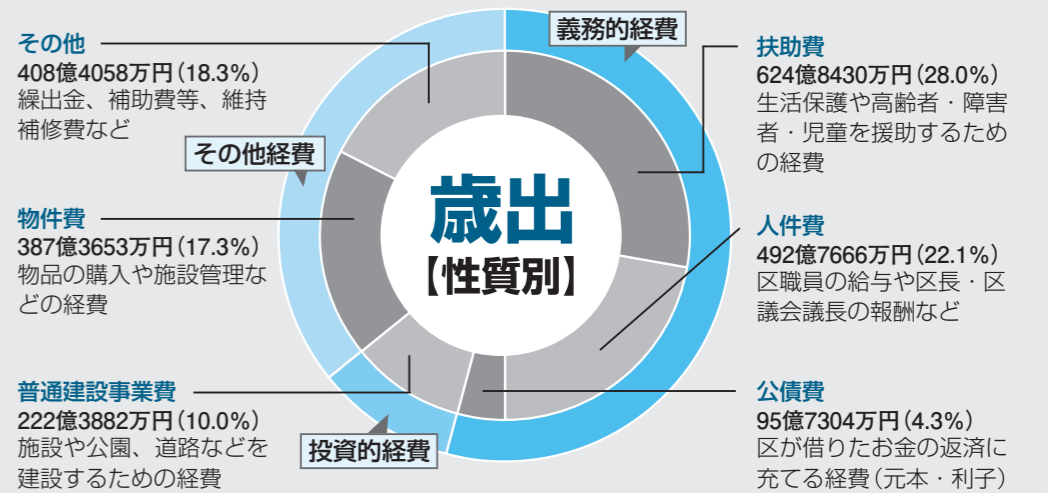 歳出
【性質別】
義務的経費
扶助費
624億8430万円（28.0％）
生活保護や高齢者・障害
者・児童を援助するため
の経費
人件費
492億7666万円（22.1％）
区職員の給与や区長・区
議会議長の報酬など
公債費
95億7304万円（4.3％）
区が借りたお金の返済に
充てる経費（元本・利子）
投資的経費
普通建設事業費
222億3882万円（10.0％）
施設や公園、道路などを
建設するための経費
その他経費
物件費
387億3653万円（17.3％）
物品の購入や施設管理な
どの経費
その他
408億4058万円（18.3％）
繰出金、補助費等、維持
補修費など